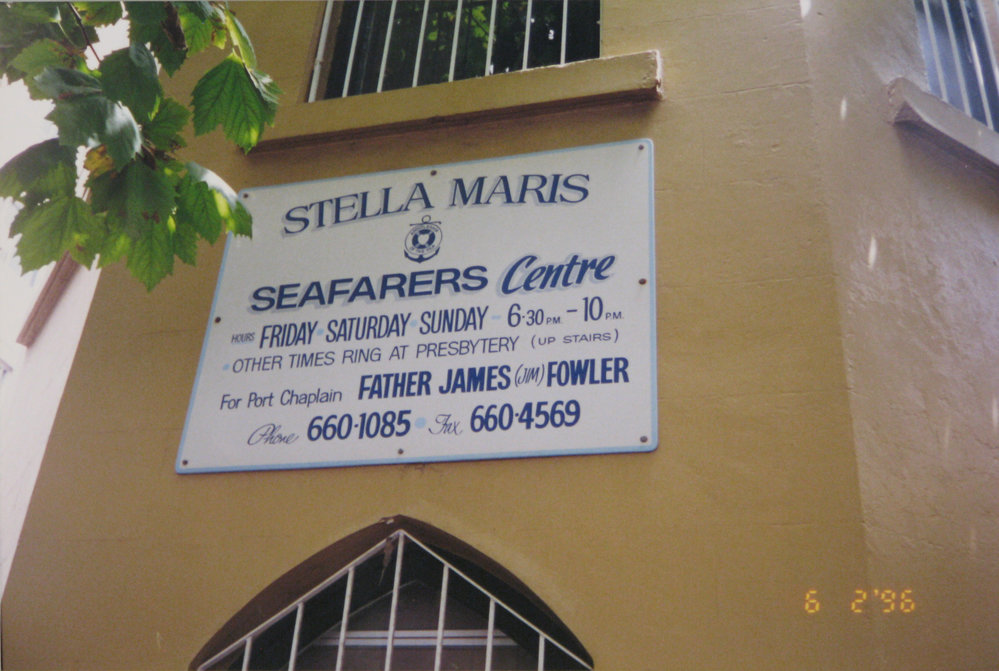 STELLA MARIS
SEAFARERS Centre
HOURS FRIDAY • SATURDAY • SUNDAY - 6·30 P.M. - 10 P.M.
• OTHER TIMES RING AT PRESBYTERY (UP STAIRS)
For Port Chaplain FATHER JAMES (JIM) FOWLER
Phone 660·1085 • Fax 660·4569
6 2 '96